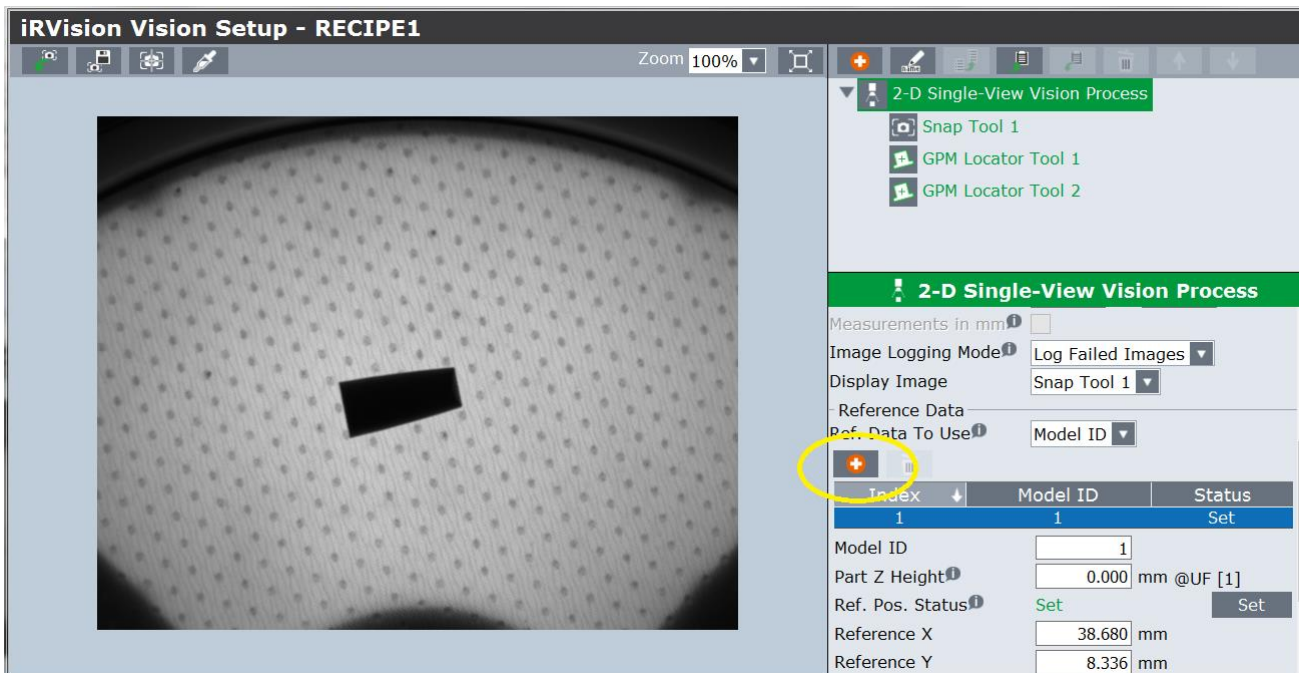 iRVision Vision Setup - RECIPE1
Zoom 100%
2-D Single-View Vision Process
Snap Tool 1
GPM Locator Tool 1
GPM Locator Tool 2
2-D Single-View Vision Process
Measurements in mm
Image Logging Mode Log Failed Images
Display Image Snap Tool 1
Reference Data
Ref. Data To Use Model ID
Index Model ID Status
1 1 Set
Model ID 1
Part Z Height 0.000 mm @UF [1]
Ref. Pos. Status Set Set
Reference X 38.680 mm
Reference Y 8.336 mm